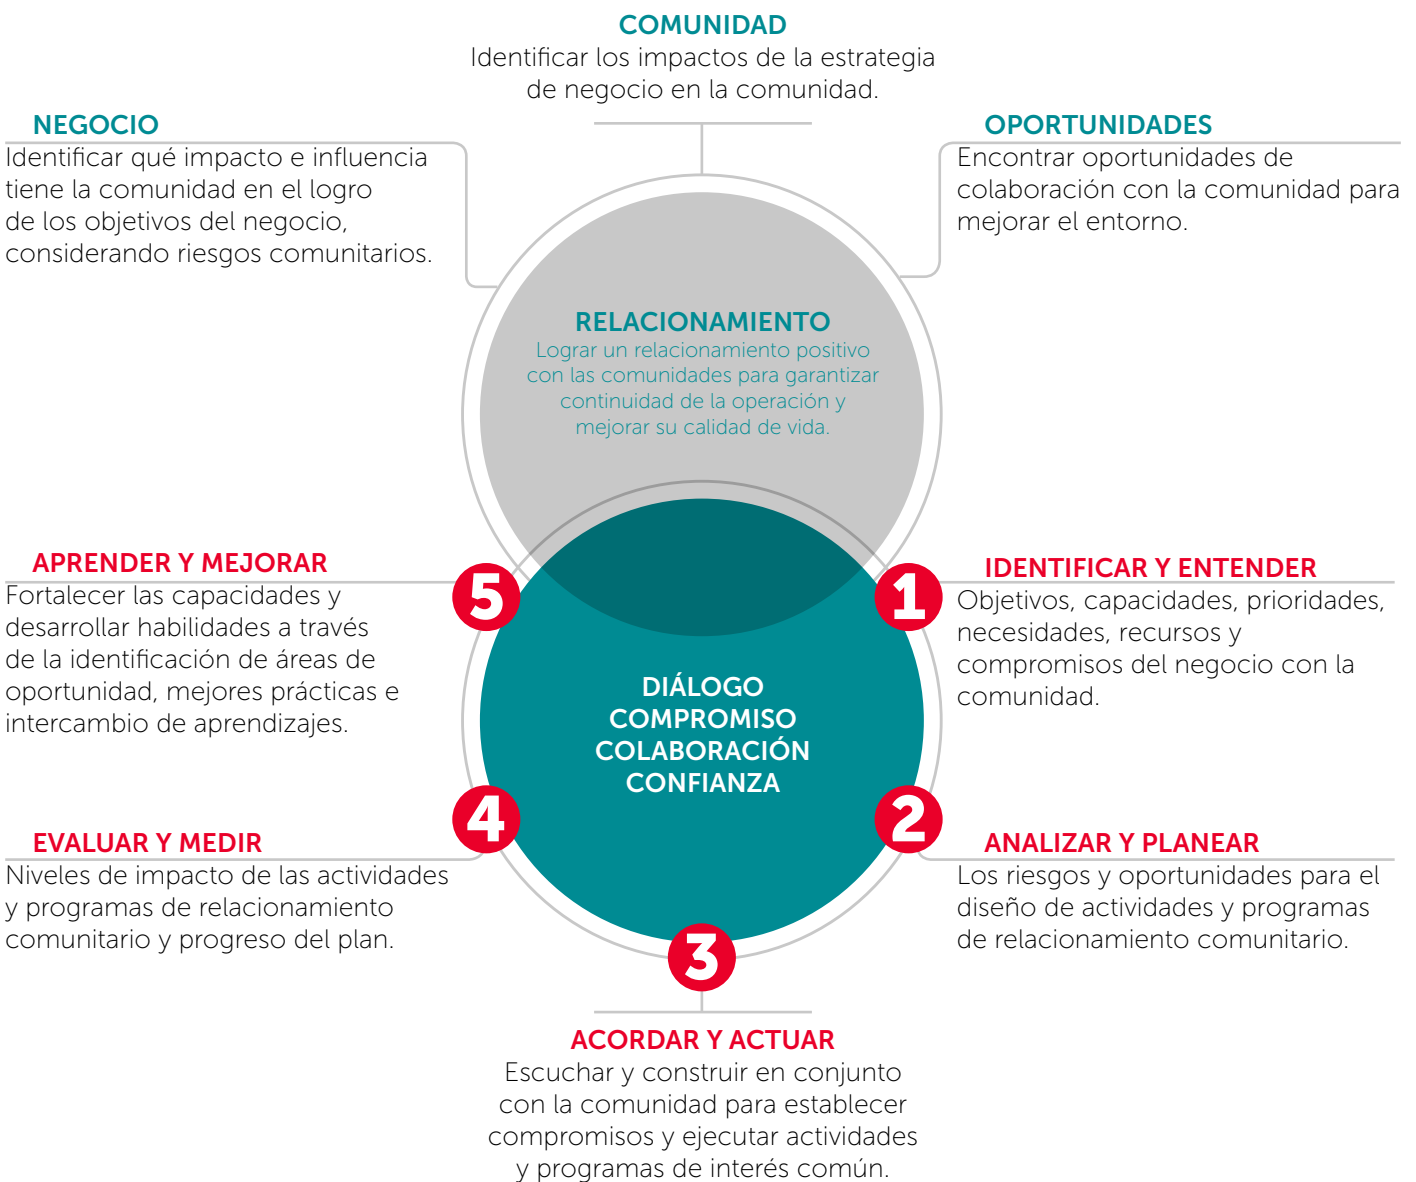 COMUNIDAD
Identificar los impactos de la estrategia
de negocio en la comunidad.
NEGOCIO
Identificar qué impacto e influencia
tiene la comunidad en el logro
de los objetivos del negocio,
considerando riesgos comunitarios.
OPORTUNIDADES
Encontrar oportunidades de
colaboración con la comunidad para
mejorar el entorno.
RELACIONAMIENTO
Lograr un relacionamiento positivo
con las comunidades para garantizar
continuidad de la operación y
mejorar su calidad de vida.
DIÁLOGO
COMPROMISO
COLABORACIÓN
CONFIANZA
1
IDENTIFICAR Y ENTENDER
Objetivos, capacidades, prioridades,
necesidades, recursos y
compromisos del negocio con la
comunidad.
2
ANALIZAR Y PLANEAR
Los riesgos y oportunidades para el
diseño de actividades y programas
de relacionamiento comunitario.
3
ACORDAR Y ACTUAR
Escuchar y construir en conjunto
con la comunidad para establecer
compromisos y ejecutar actividades
y programas de interés común.
4
EVALUAR Y MEDIR
Niveles de impacto de las actividades
y programas de relacionamiento
comunitario y progreso del plan.
5
APRENDER Y MEJORAR
Fortalecer las capacidades y
desarrollar habilidades a través
de la identificación de áreas de
oportunidad, mejores prácticas e
intercambio de aprendizajes.